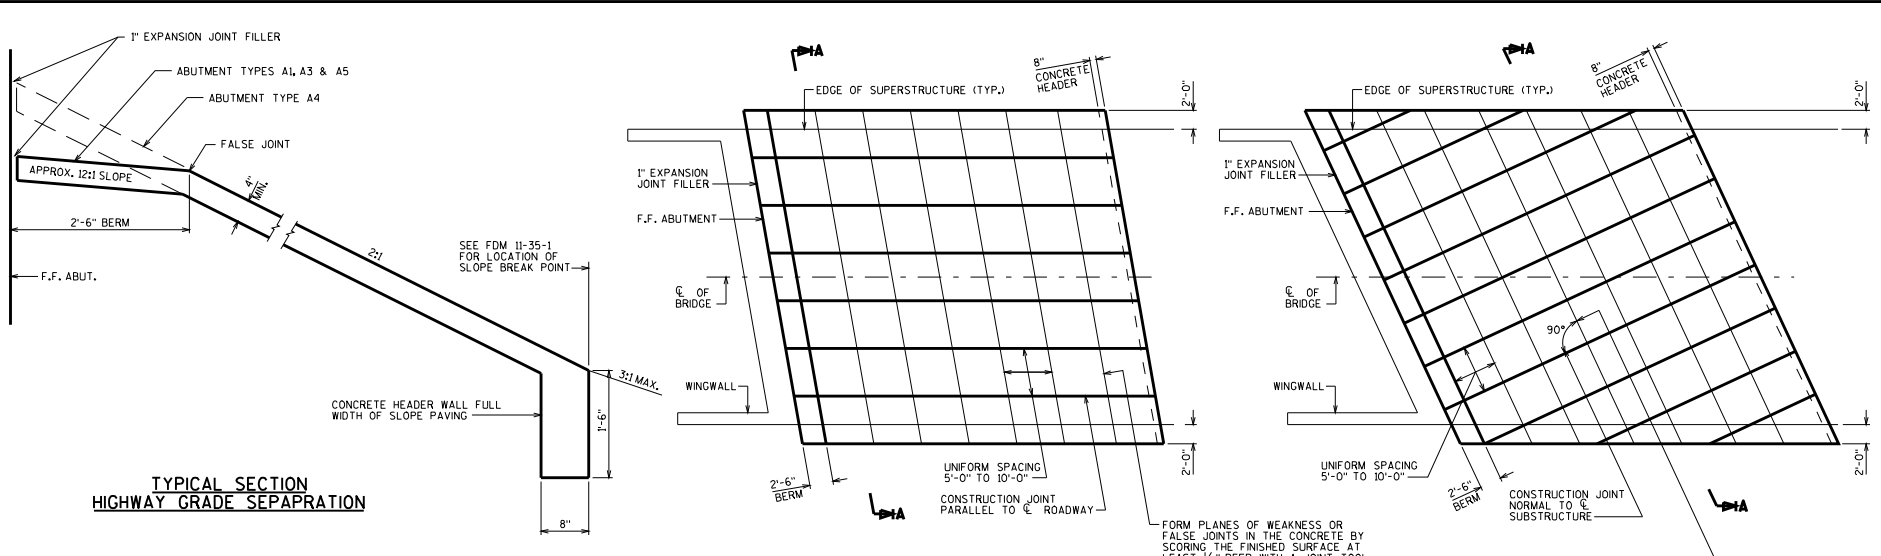 1" EXPANSION JOINT FILLER
ABUTMENT TYPES A1, A3 & A5
ABUTMENT TYPE A4
FALSE JOINT
APPROX. 12:1 SLOPE
4"
MIN.
2'-6" BERM
F.F. ABUT.
2:1
SEE FDM 11-35-1
FOR LOCATION OF
SLOPE BREAK POINT
3:1 MAX.
CONCRETE HEADER WALL FULL
WIDTH OF SLOPE PAVING
1'-6"
8"
TYPICAL SECTION
HIGHWAY GRADE SEPAPRATION
A
8"
CONCRETE
HEADER
2'-0"
EDGE OF SUPERSTRUCTURE (TYP.)
1" EXPANSION
JOINT FILLER
F.F. ABUTMENT
℄ OF
BRIDGE
WINGWALL
2'-6"
BERM
UNIFORM SPACING
5'-0" TO 10'-0"
CONSTRUCTION JOINT
PARALLEL TO ℄ ROADWAY
2'-0"
A
FORM PLANES OF WEAKNESS OR
FALSE JOINTS IN THE CONCRETE BY
SCORING THE FINISHED SURFACE AT
A
8"
CONCRETE
HEADER
2'-0"
EDGE OF SUPERSTRUCTURE (TYP.)
1" EXPANSION
JOINT FILLER
F.F. ABUTMENT
℄ OF
BRIDGE
90°
WINGWALL
UNIFORM SPACING
5'-0" TO 10'-0"
2'-6"
BERM
CONSTRUCTION JOINT
NORMAL TO ℄
SUBSTRUCTURE
2'-0"
A